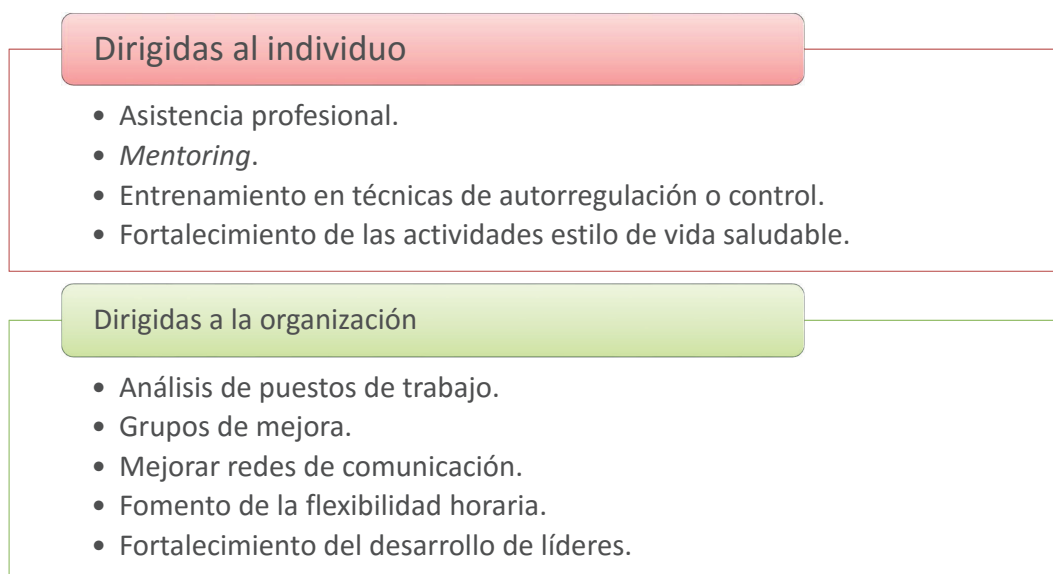 Dirigidas al individuo
• Asistencia profesional.
• Mentoring.
• Entrenamiento en técnicas de autorregulación o control.
• Fortalecimiento de las actividades estilo de vida saludable.
Dirigidas a la organización
• Análisis de puestos de trabajo.
• Grupos de mejora.
• Mejorar redes de comunicación.
• Fomento de la flexibilidad horaria.
• Fortalecimiento del desarrollo de líderes.